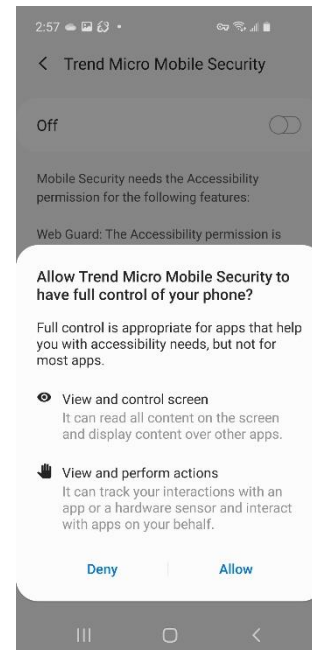 2:57
Trend Micro Mobile Security
Off
Mobile Security needs the Accessibility
permission for the following features:
Web Guard: The Accessibility permission is
Allow Trend Micro Mobile Security to
have full control of your phone?
Full control is appropriate for apps that help
you with accessibility needs, but not for
most apps.
View and control screen
It can read all content on the screen
and display content over other apps.
View and perform actions
It can track your interactions with an
app or a hardware sensor and interact
with apps on your behalf.
Deny
Allow